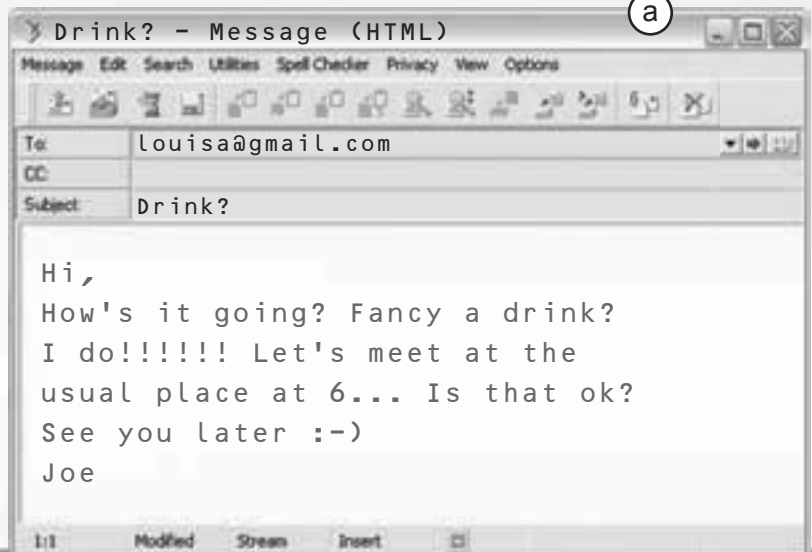 a
Drink? - Message (HTML)
Message Edit Search Utilities Spell Checker Privacy View Options
To: louisa@gmail.com
CC:
Subject: Drink?
Hi,
How's it going? Fancy a drink?
I do!!!!!! Let's meet at the
usual place at 6... Is that ok?
See you later :-)
Joe
1:1 Modified Stream Insert